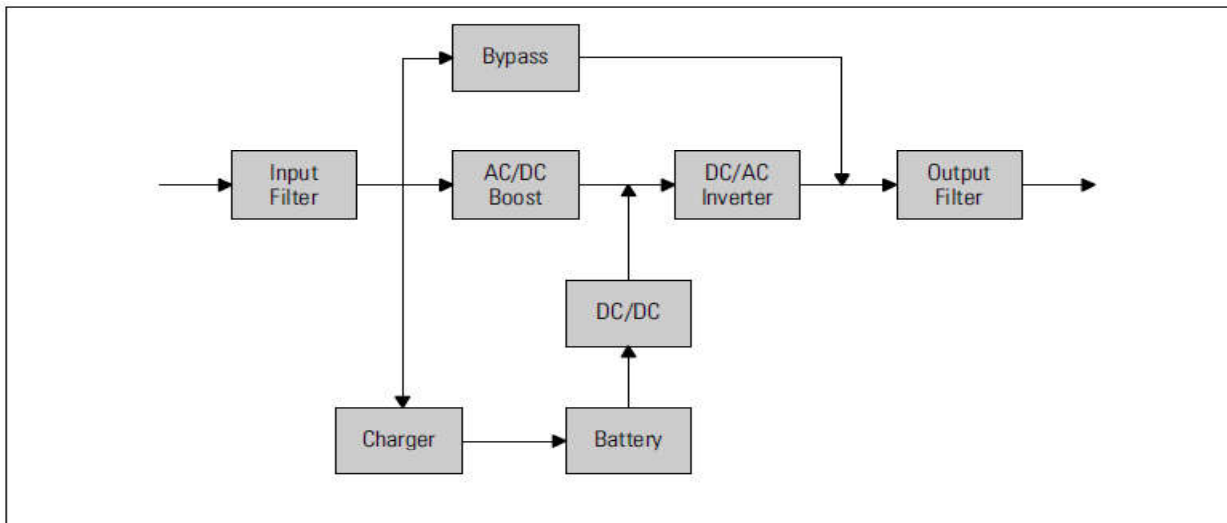 Bypass
Input
Filter
AC/DC
Boost
DC/AC
Inverter
Output
Filter
DC/DC
Charger
Battery